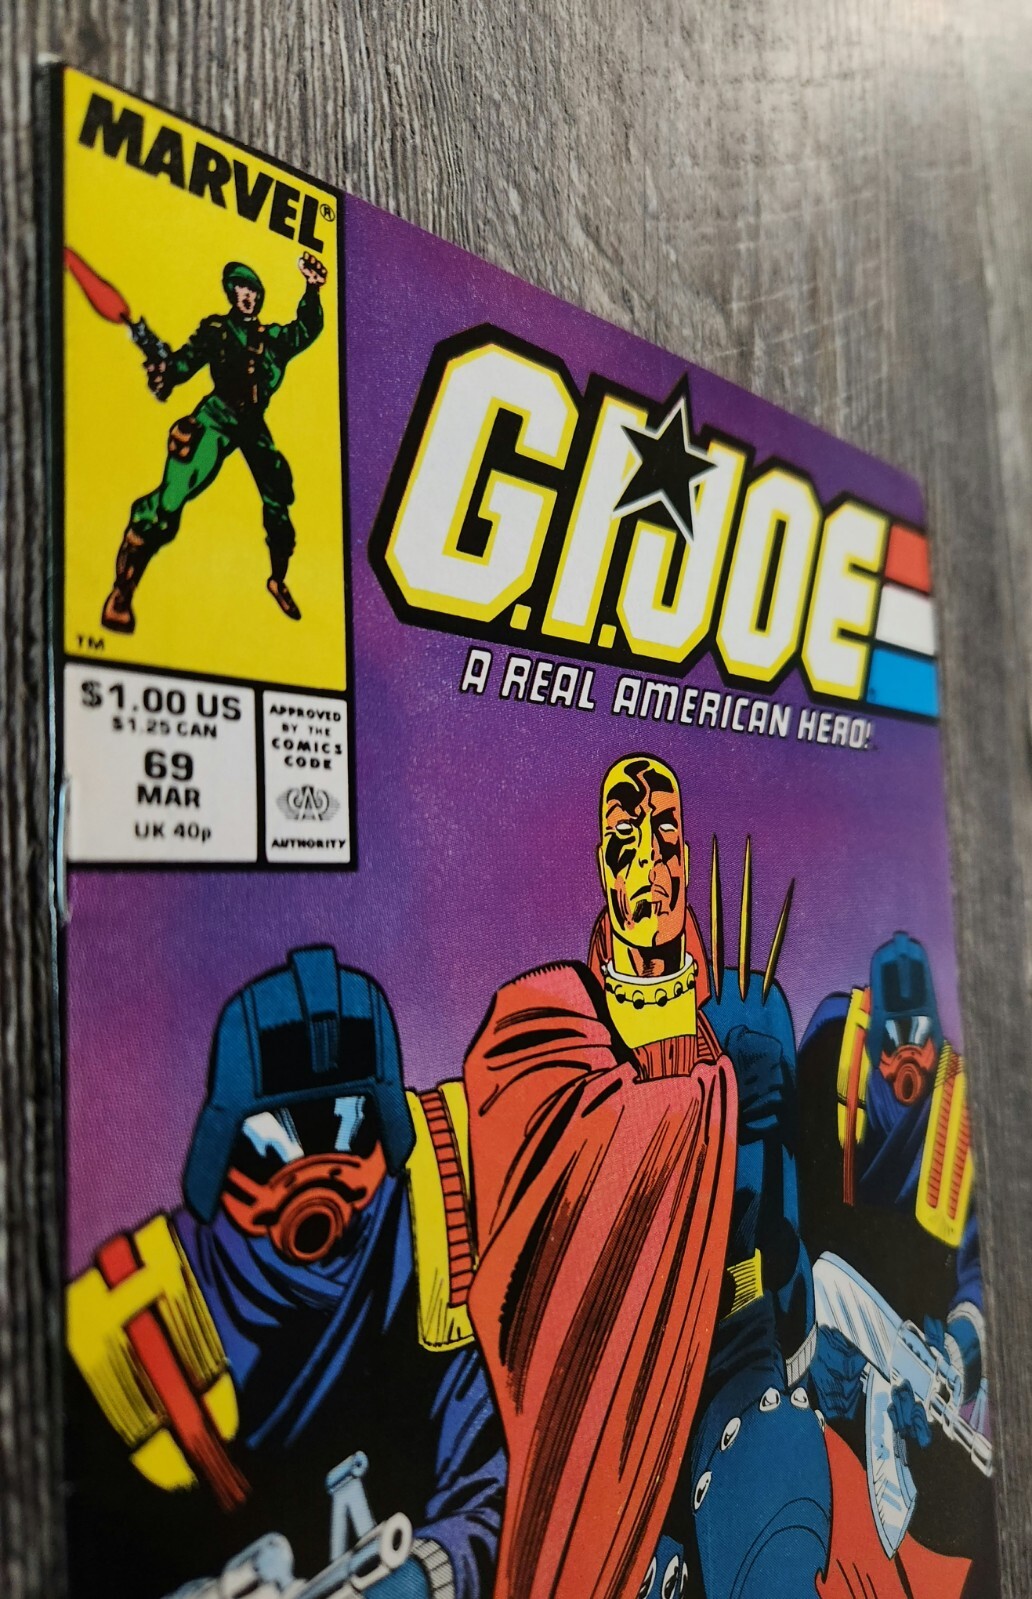 MARVEL®
TM
$1.00 US
$1.25 CAN
69
MAR
UK 40p
APPROVED
BY THE
COMICS
CODE
CA
AUTHORITY
G.I. JOE
A REAL AMERICAN HERO!